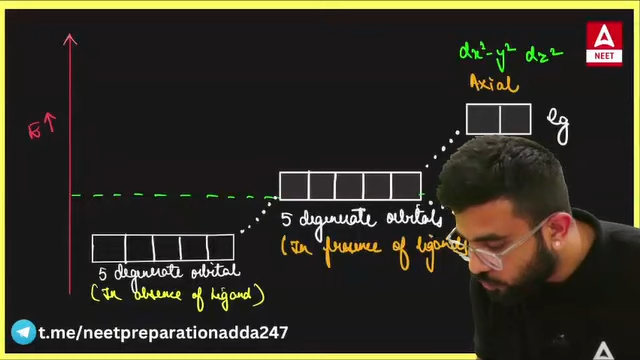 dx²-y² dz²
Axial
eg
E↑
5 degenerate orbitals
(In presence of ligands
5 degenerate orbital
(In absence of ligand)
A
NEET
t.me/neetpreparationadda247
A